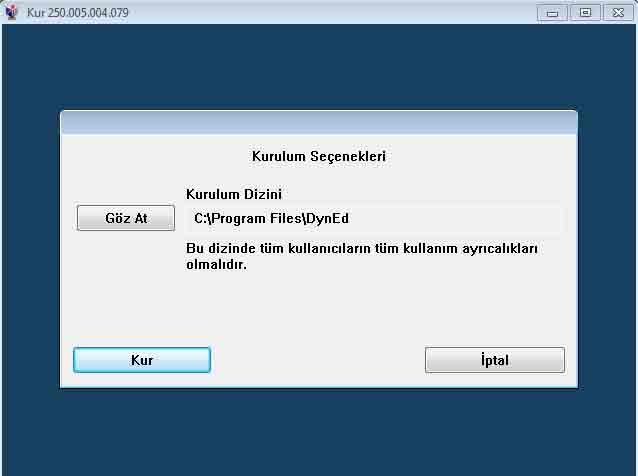 Kur 250.005.004.079
Kurulum Seçenekleri
Kurulum Dizini
Göz At
C:\Program Files\DynEd
Bu dizinde tüm kullanıcıların tüm kullanım ayrıcalıkları
olmalıdır.
Kur
İptal